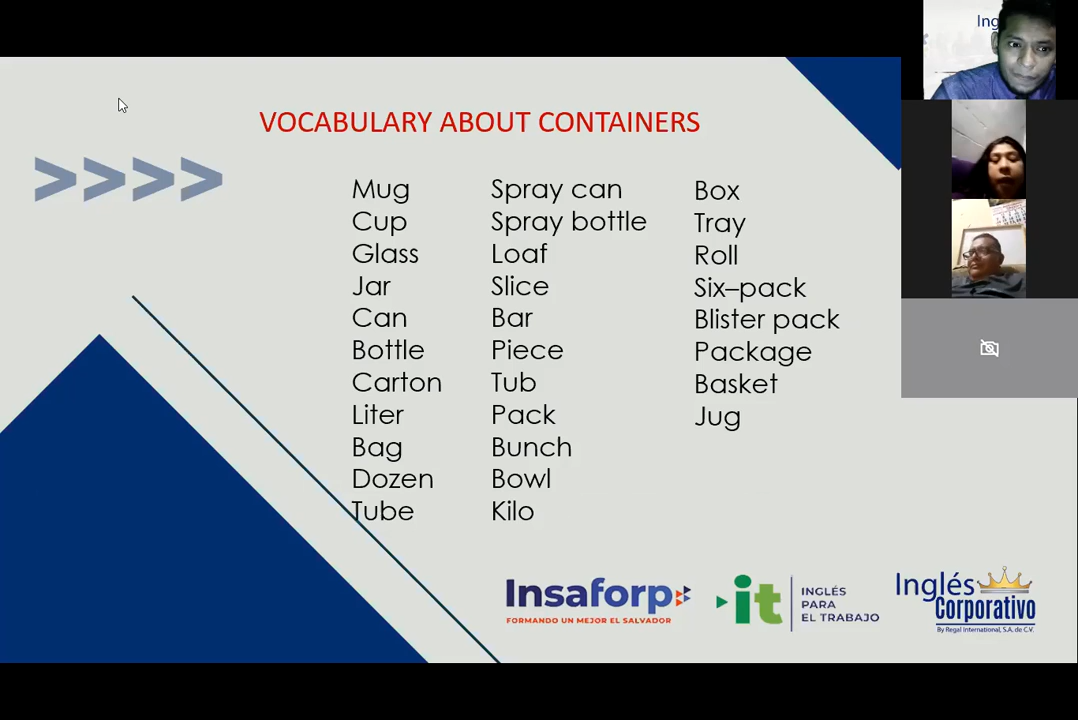 Ing
VOCABULARY ABOUT CONTAINERS
>>>>
Mug
Cup
Glass
Jar
Can
Bottle
Carton
Liter
Bag
Dozen
Tube
Spray can
Spray bottle
Loaf
Slice
Bar
Piece
Tub
Pack
Bunch
Bowl
Kilo
Box
Tray
Roll
Six–pack
Blister pack
Package
Basket
Jug
Insaforp
FORMANDO UN MEJOR EL SALVADOR
it
INGLÉS
PARA
EL TRABAJO
Inglés
Corporativo
By Regal International, S.A. de C.V.